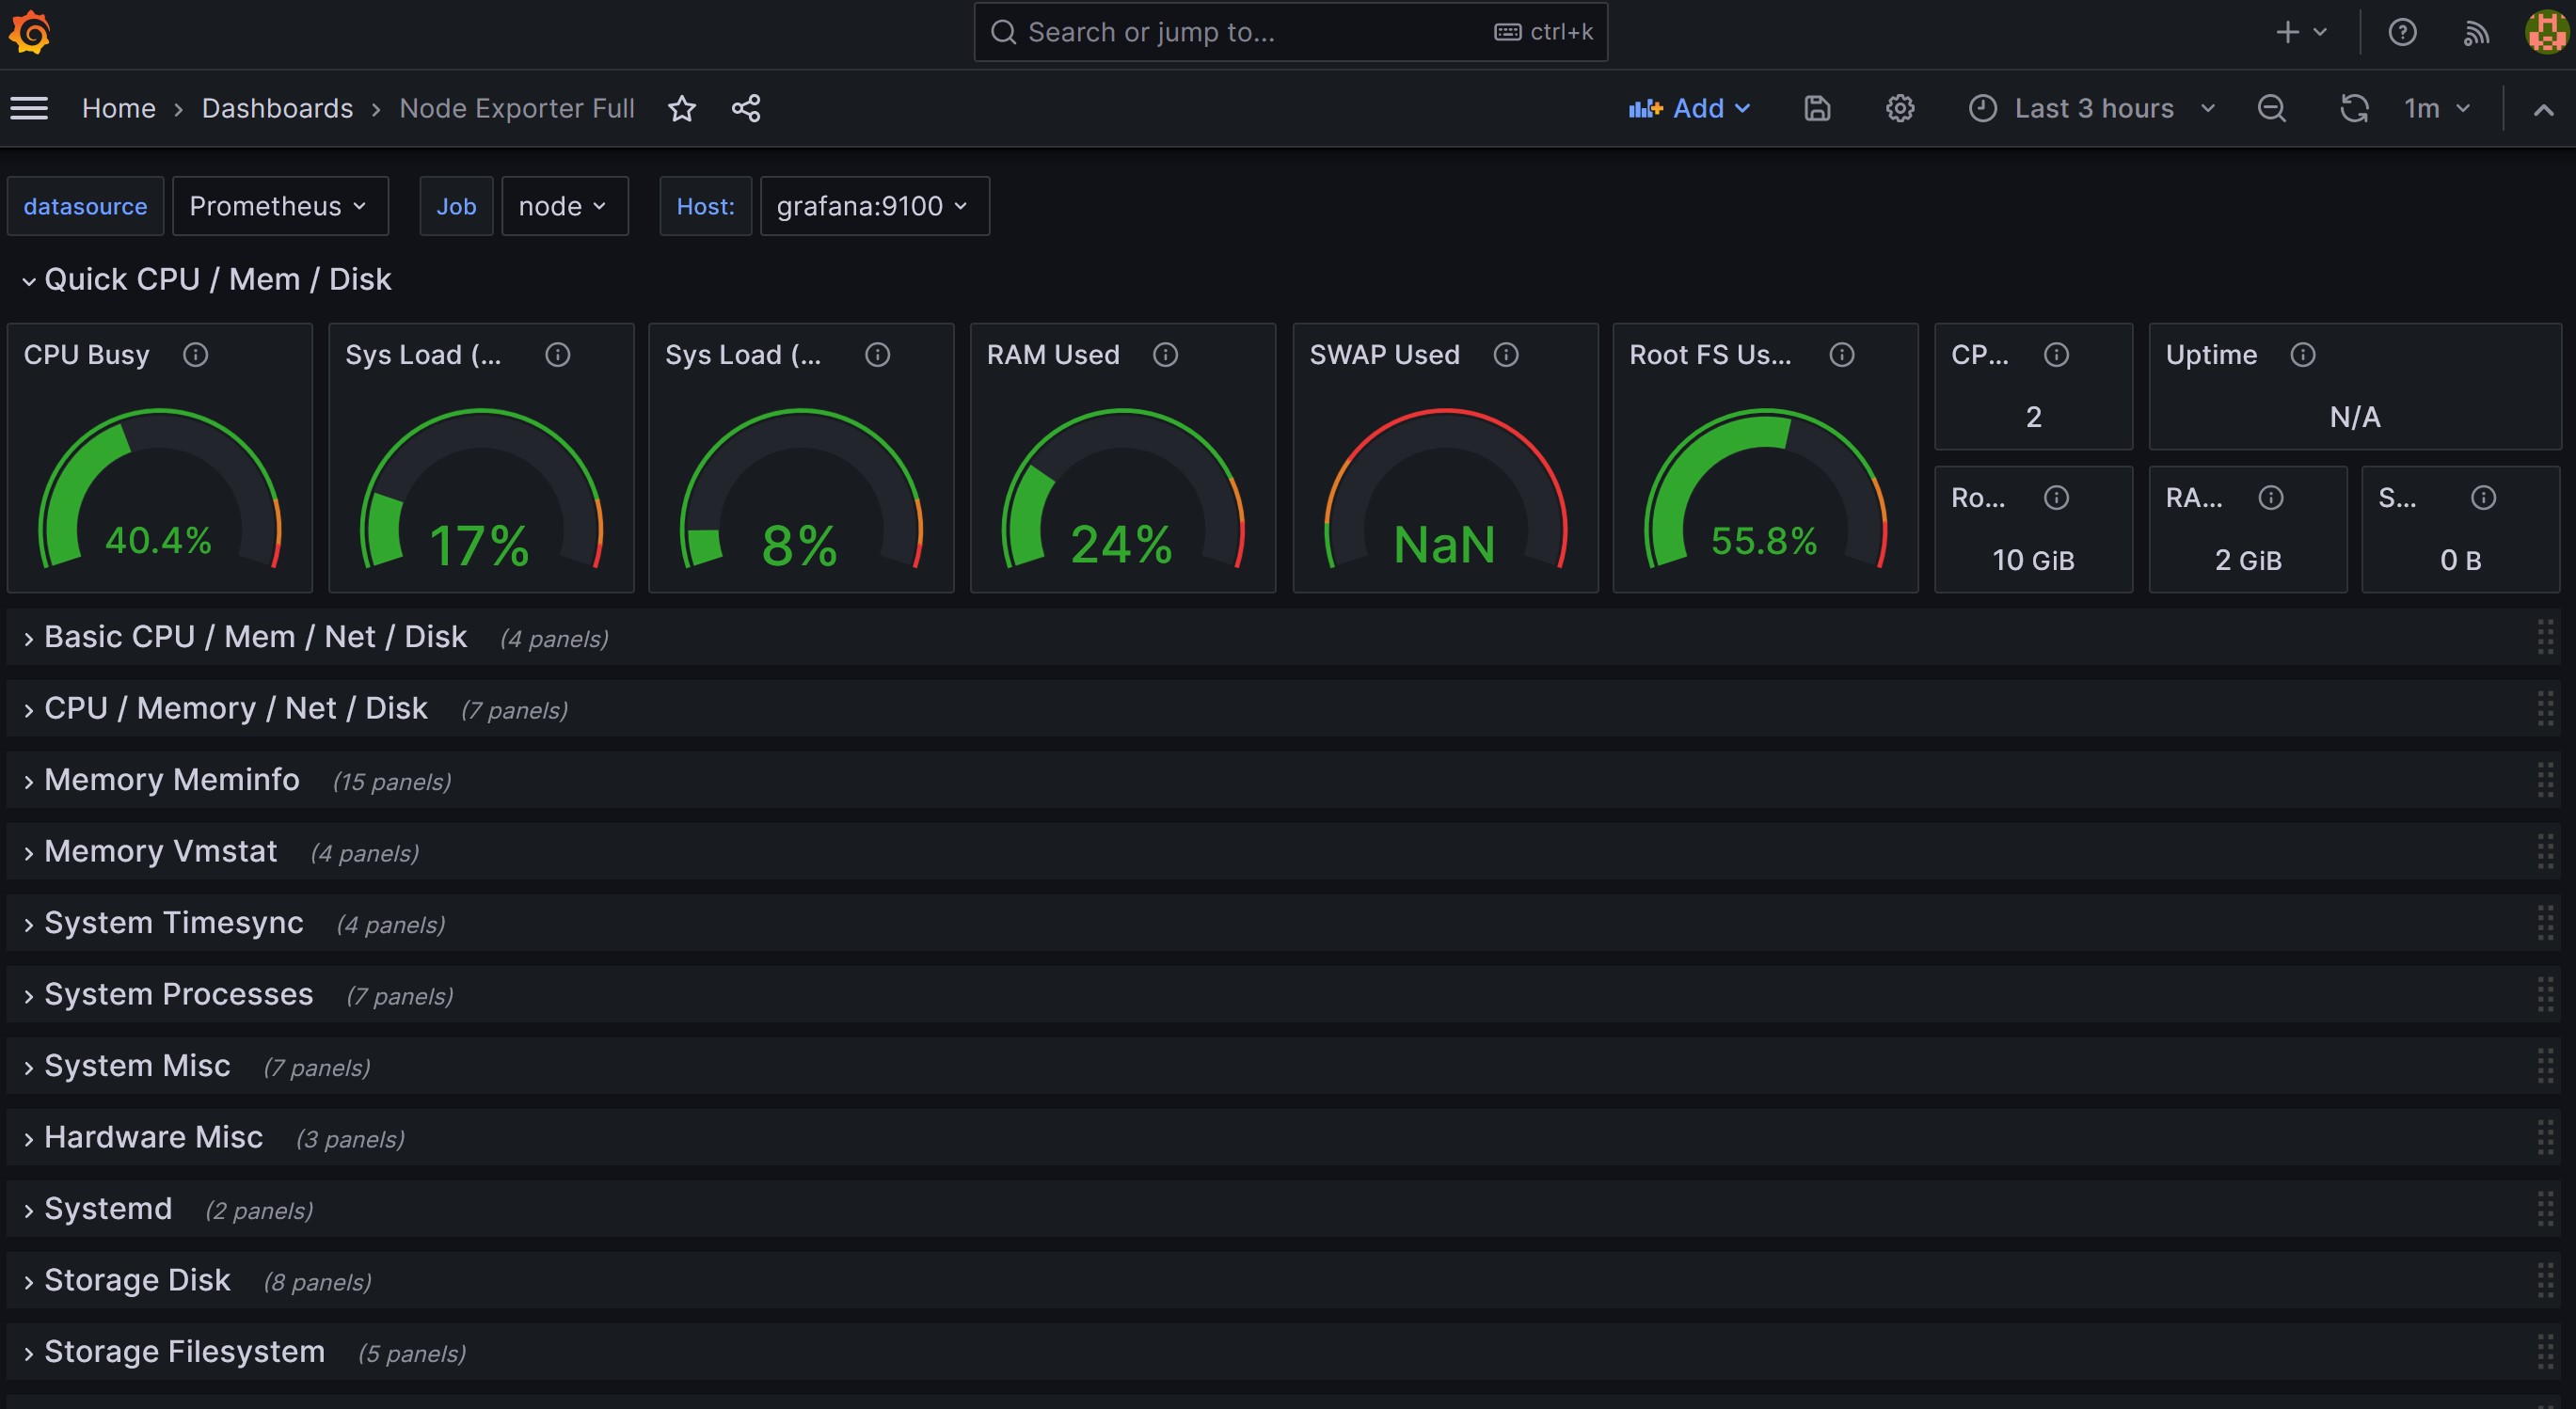 Search or jump to... ctrl+k
Home › Dashboards › Node Exporter Full
Add Last 3 hours 1m
datasource Prometheus Job node Host: grafana:9100
Quick CPU / Mem / Disk
CPU Busy
40.4%
Sys Load (...
17%
Sys Load (...
8%
RAM Used
24%
SWAP Used
NaN
Root FS Us...
55.8%
CP...
2
Uptime
N/A
Ro...
10 GiB
RA...
2 GiB
S...
0 B
Basic CPU / Mem / Net / Disk (4 panels)
CPU / Memory / Net / Disk (7 panels)
Memory Meminfo (15 panels)
Memory Vmstat (4 panels)
System Timesync (4 panels)
System Processes (7 panels)
System Misc (7 panels)
Hardware Misc (3 panels)
Systemd (2 panels)
Storage Disk (8 panels)
Storage Filesystem (5 panels)